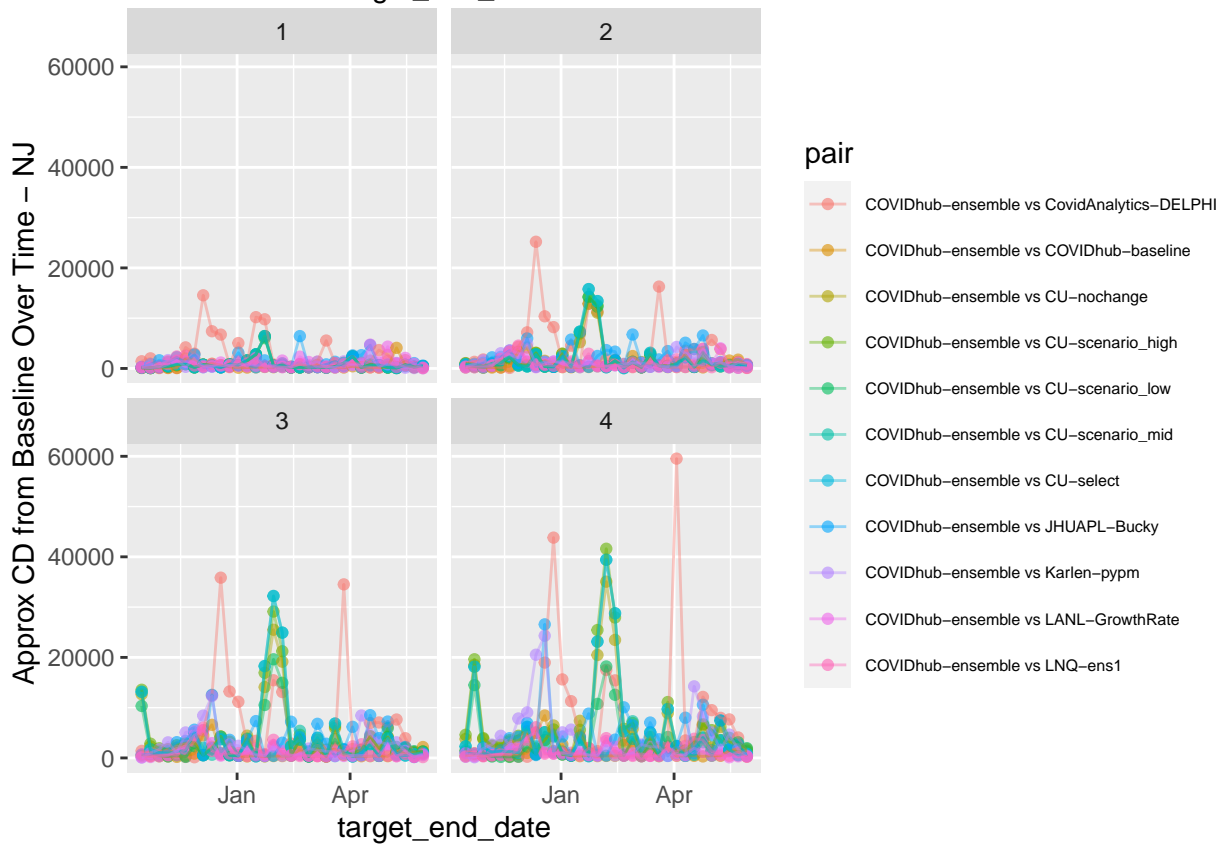 target_end_date
1
2
60000
40000
20000
0
3
4
60000
40000
20000
0
Jan
Apr
Jan
Apr
target_end_date
Approx CD from Baseline Over Time − NJ
pair
COVIDhub−ensemble vs CovidAnalytics−DELPHI
COVIDhub−ensemble vs COVIDhub−baseline
COVIDhub−ensemble vs CU−nochange
COVIDhub−ensemble vs CU−scenario_high
COVIDhub−ensemble vs CU−scenario_low
COVIDhub−ensemble vs CU−scenario_mid
COVIDhub−ensemble vs CU−select
COVIDhub−ensemble vs JHUAPL−Bucky
COVIDhub−ensemble vs Karlen−pypm
COVIDhub−ensemble vs LANL−GrowthRate
COVIDhub−ensemble vs LNQ−ens1